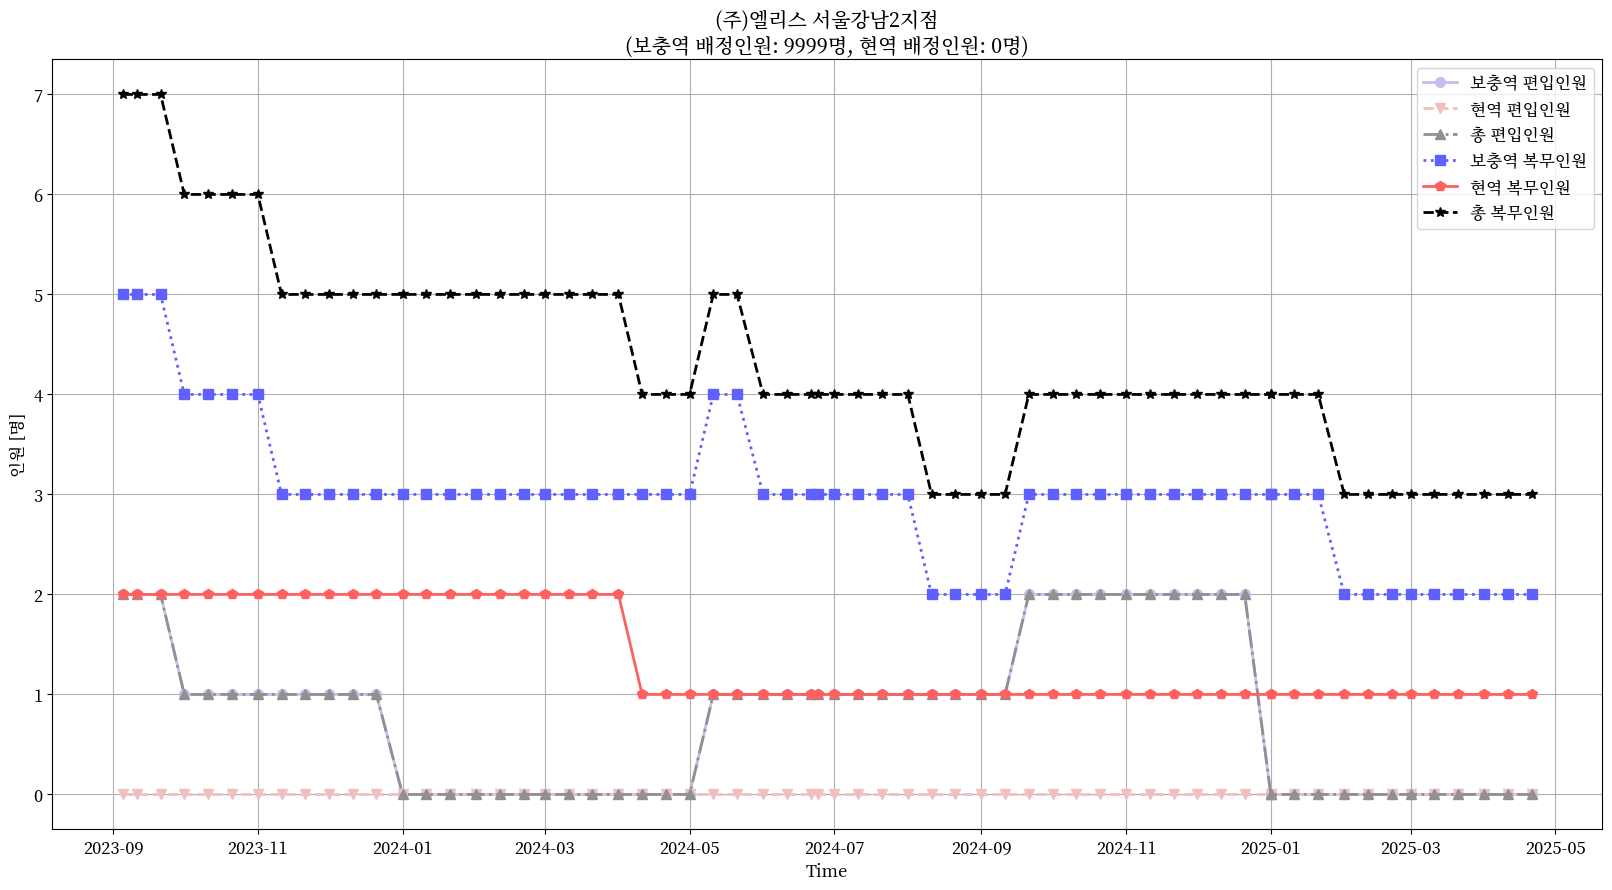 (주)엘리스 서울강남2지점
(보충역 배정인원: 9999명, 현역 배정인원: 0명)
보충역 편입인원
현역 편입인원
총 편입인원
보충역 복무인원
현역 복무인원
총 복무인원
인원 [명]
7
6
5
4
3
2
1
0
2023-09
2023-11
2024-01
2024-03
2024-05
2024-07
2024-09
2024-11
2025-01
2025-03
2025-05
Time